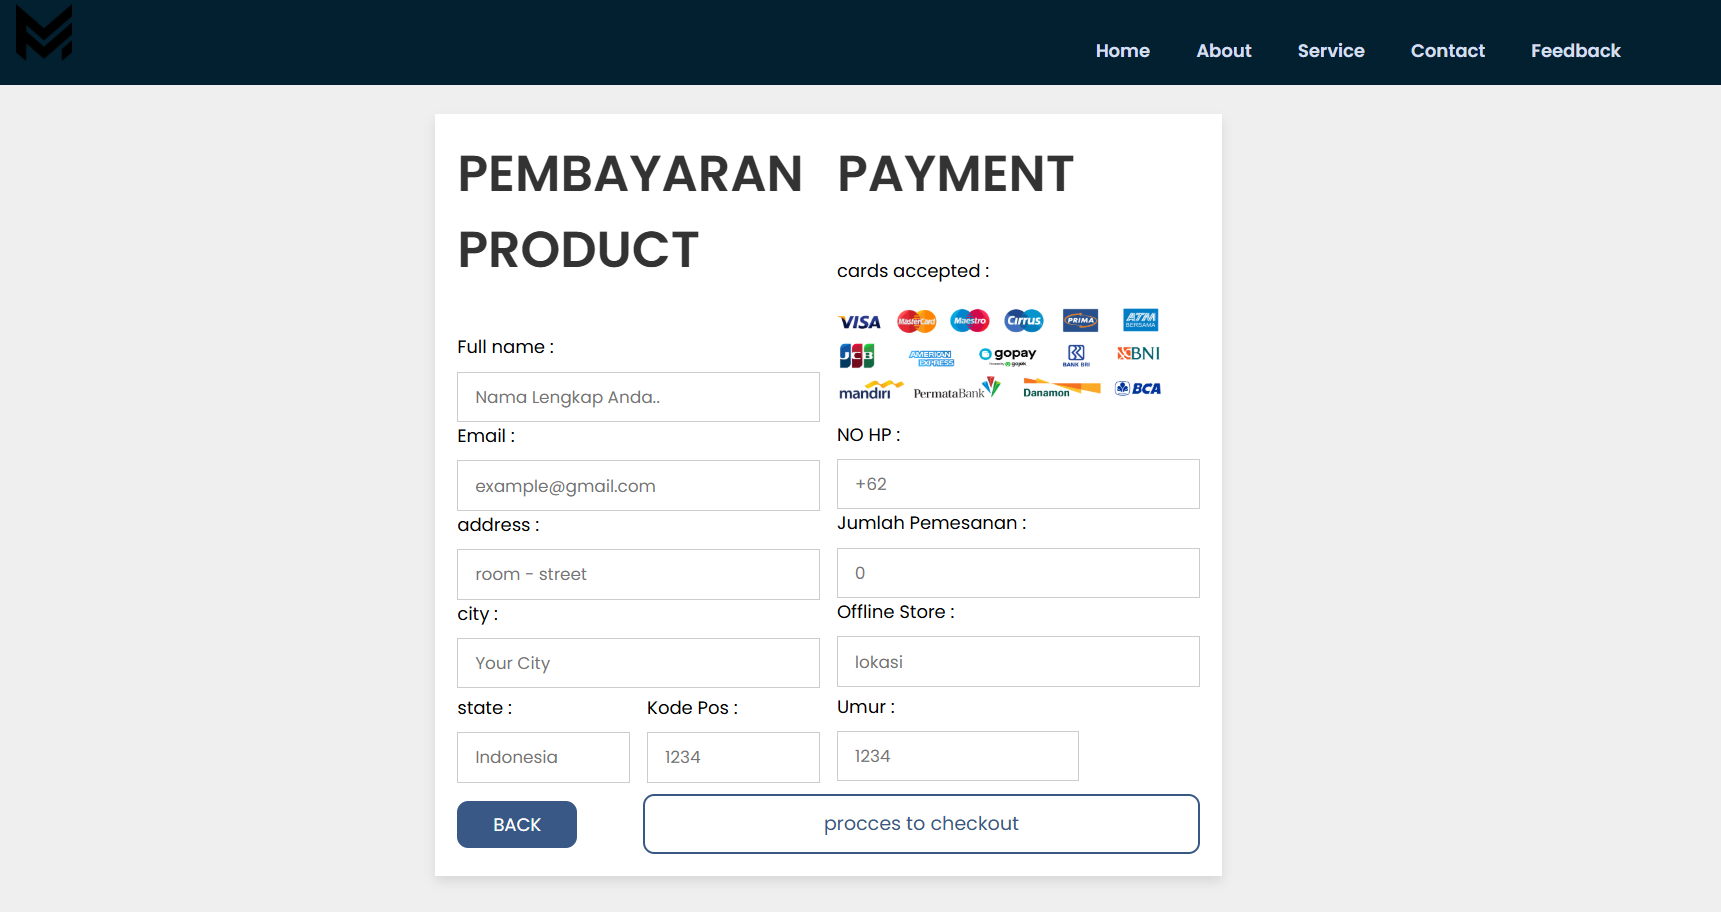 Home About Service Contact Feedback
PEMBAYARAN
PRODUCT
Full name :
Nama Lengkap Anda..
Email :
example@gmail.com
address :
room - street
city :
Your City
state :
Indonesia
Kode Pos :
1234
PAYMENT
cards accepted :
VISA MasterCard Maestro Cirrus PRIMA ATM BERSAMA
JCB AMERICAN EXPRESS gopay BANK BRI BNI
mandiri PermataBank Danamon BCA
NO HP :
+62
Jumlah Pemesanan :
0
Offline Store :
lokasi
Umur :
1234
BACK
procces to checkout